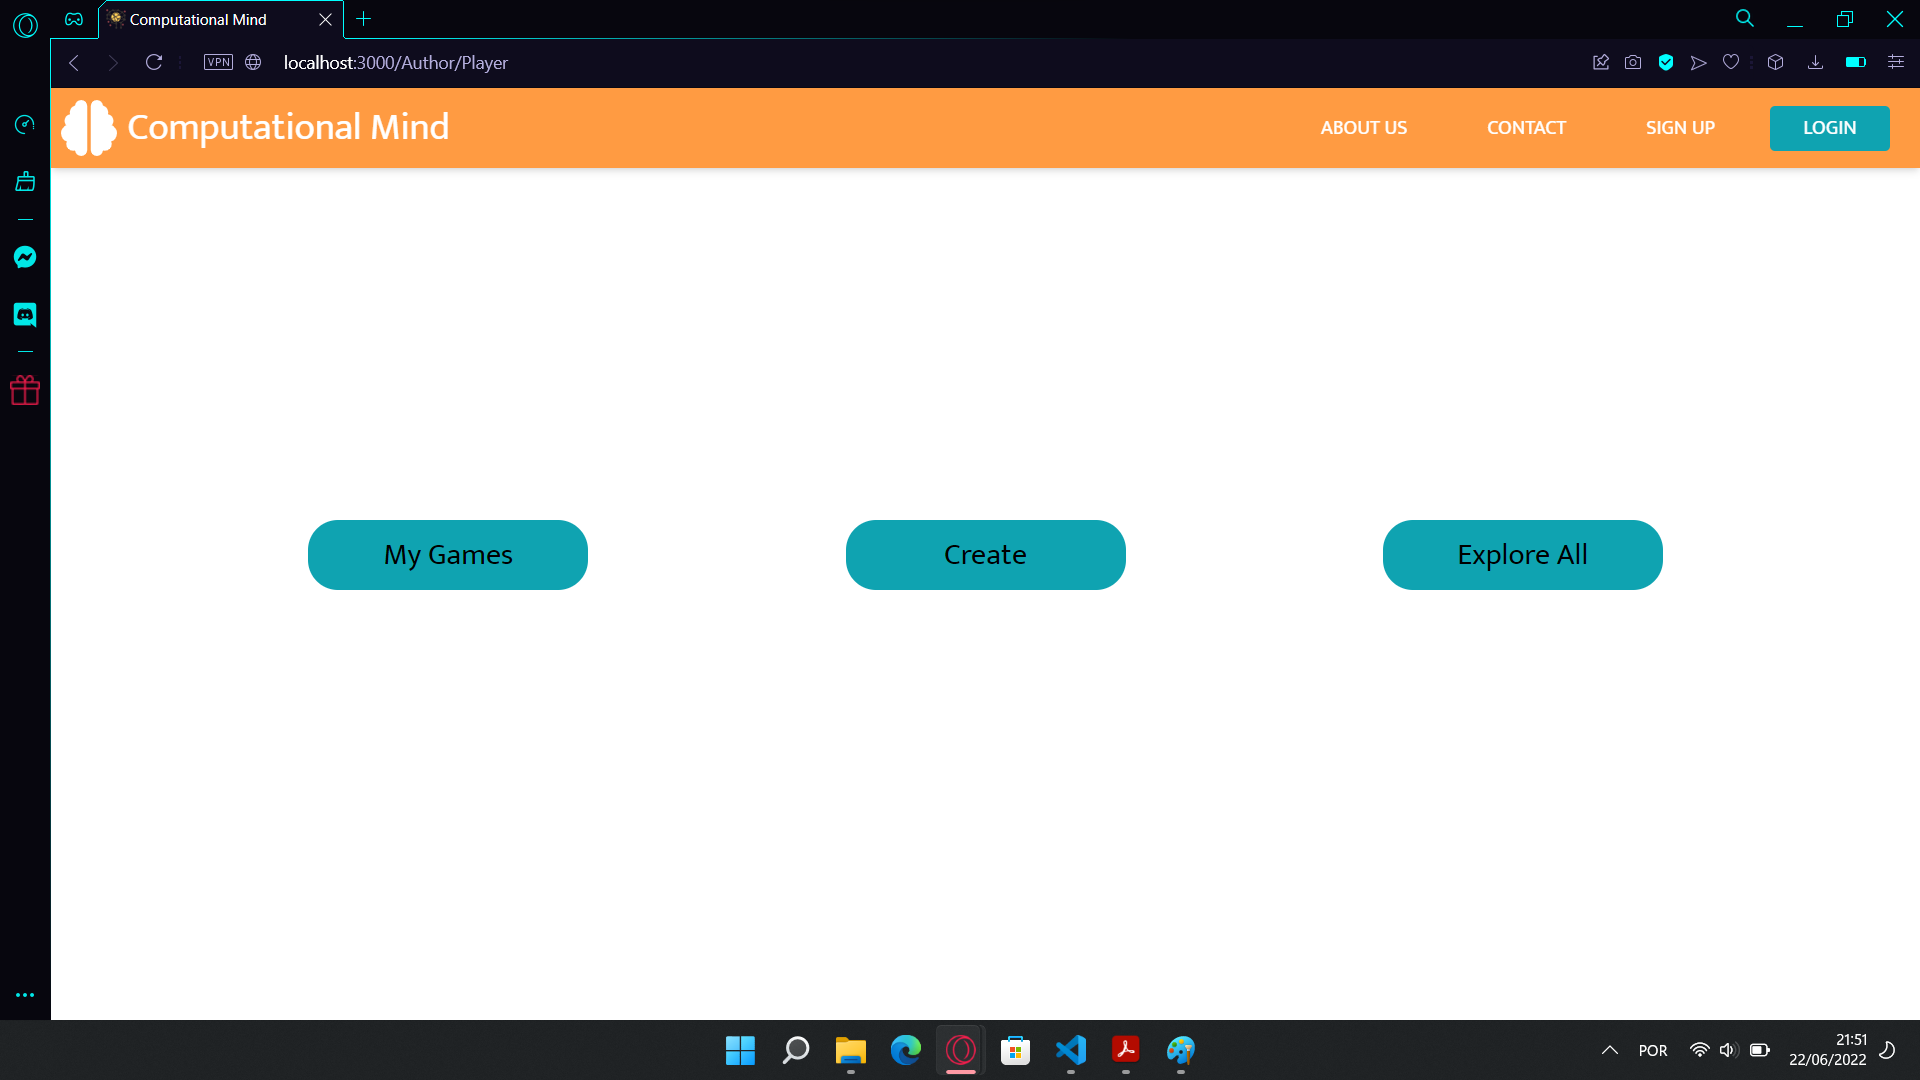 Computational Mind
VPN
localhost:3000/Author/Player
Computational Mind
ABOUT US
CONTACT
SIGN UP
LOGIN
My Games
Create
Explore All
POR
21:51
22/06/2022